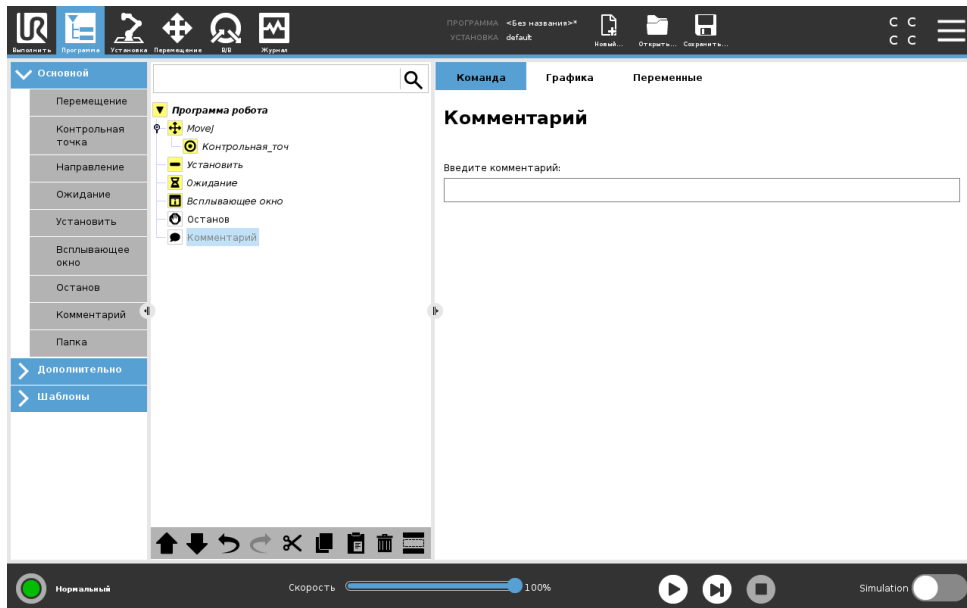 UR
Выполнить
Программа
Установка
Перемещение
В/В
Журнал
ПРОГРАММА <Без названия>*
УСТАНОВКА default
Новый...
Открыть...
Сохранить...
C C
C C
Основной
Перемещение
Контрольная
точка
Направление
Ожидание
Установить
Всплывающее
окно
Останов
Комментарий
Папка
Дополнительно
Шаблоны
Программа робота
MoveJ
Контрольная_точ
Установить
Ожидание
Всплывающее окно
Останов
Комментарий
Команда
Графика
Переменные
Комментарий
Введите комментарий:
Нормальный
Скорость
100%
Simulation